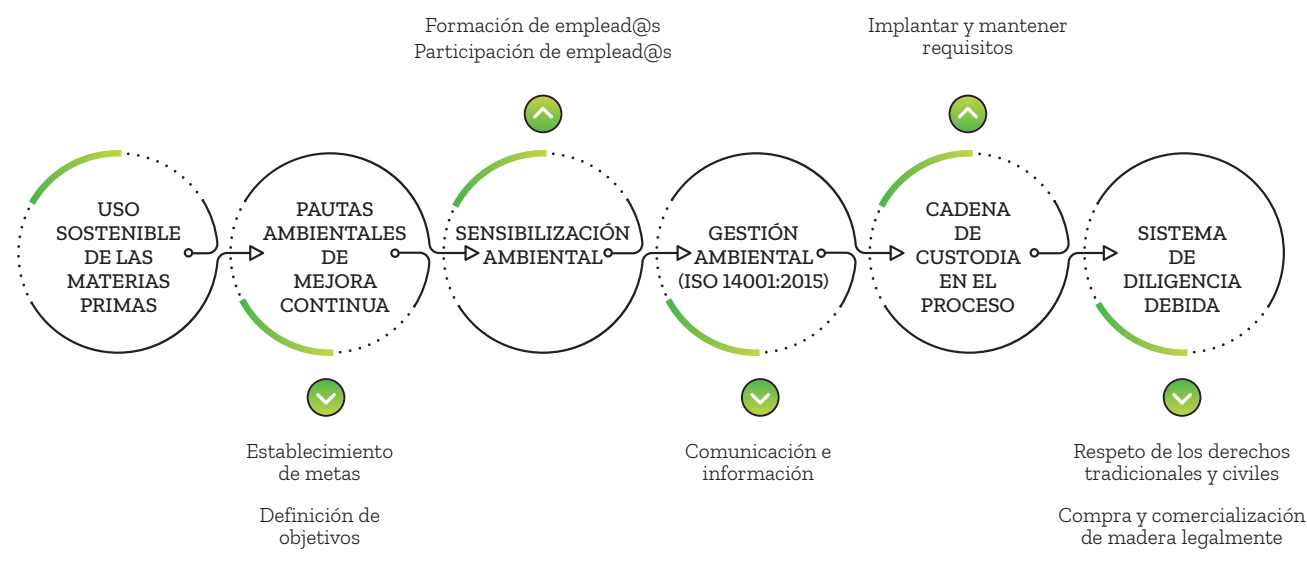 Formación de emplead@s
Participación de emplead@s
Implantar y mantener
requisitos
USO
SOSTENIBLE
DE LAS
MATERIAS
PRIMAS
PAUTAS
AMBIENTALES
DE
MEJORA
CONTINUA
SENSIBILIZACIÓN
AMBIENTAL
GESTIÓN
AMBIENTAL
(ISO 14001:2015)
CADENA
DE
CUSTODIA
EN EL
PROCESO
SISTEMA
DE
DILIGENCIA
DEBIDA
Establecimiento
de metas
Definición de
objetivos
Comunicación e
información
Respeto de los derechos
tradicionales y civiles
Compra y comercialización
de madera legalmente